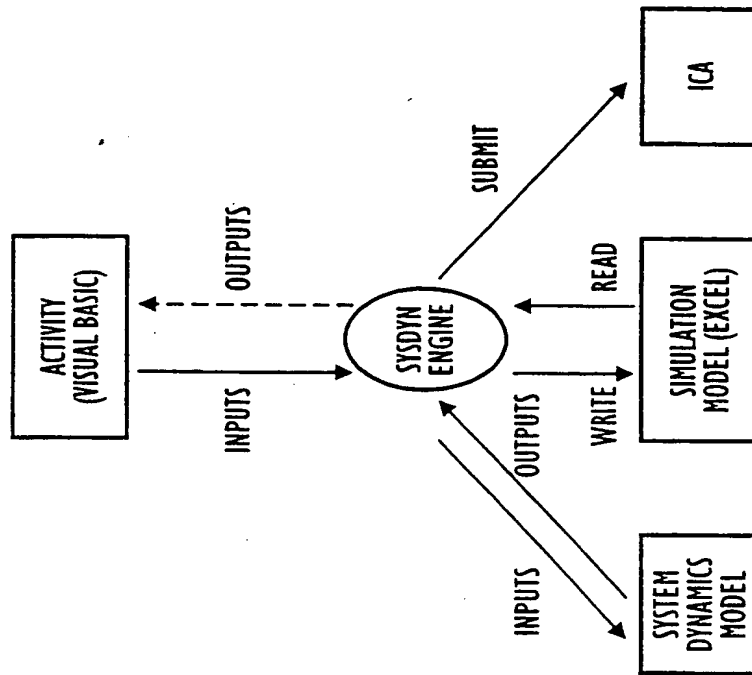 ACTIVITY
(VISUAL BASIC)
INPUTS
OUTPUTS
SYSDYN
ENGINE
INPUTS
OUTPUTS
WRITE
READ
SUBMIT
SYSTEM
DYNAMICS
MODEL
SIMULATION
MODEL (EXCEL)
ICA